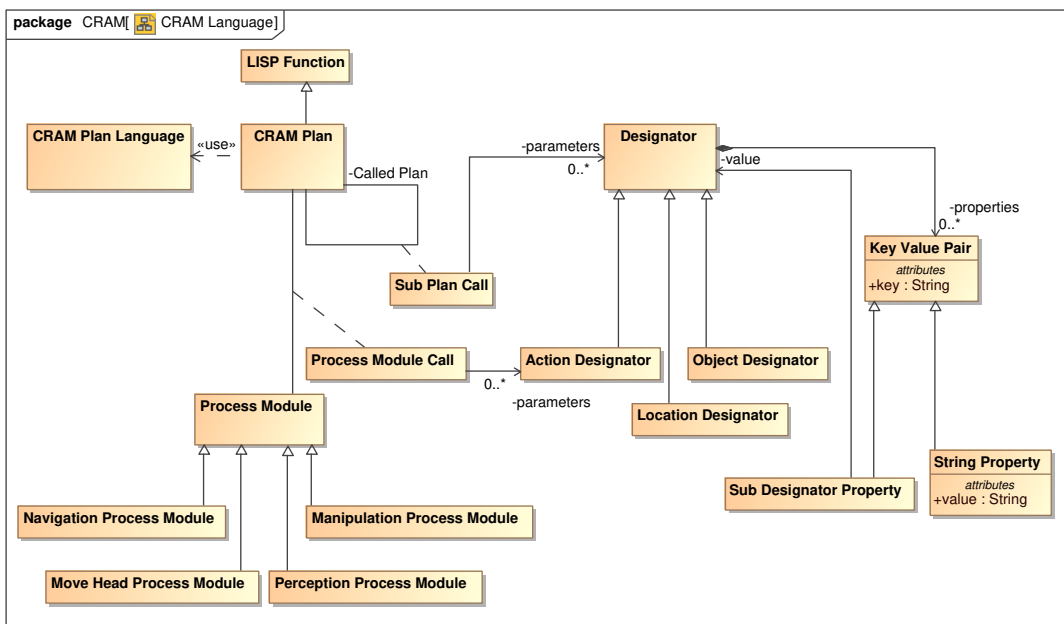 package CRAM[ CRAM Language]
LISP Function
CRAM Plan Language
«use»
CRAM Plan
-Called Plan
Sub Plan Call
-parameters
0..*
Designator
-value
-properties
0..*
Key Value Pair
attributes
+key : String
Process Module Call
0..*
-parameters
Action Designator
Object Designator
Location Designator
Process Module
Sub Designator Property
String Property
attributes
+value : String
Navigation Process Module
Manipulation Process Module
Move Head Process Module
Perception Process Module